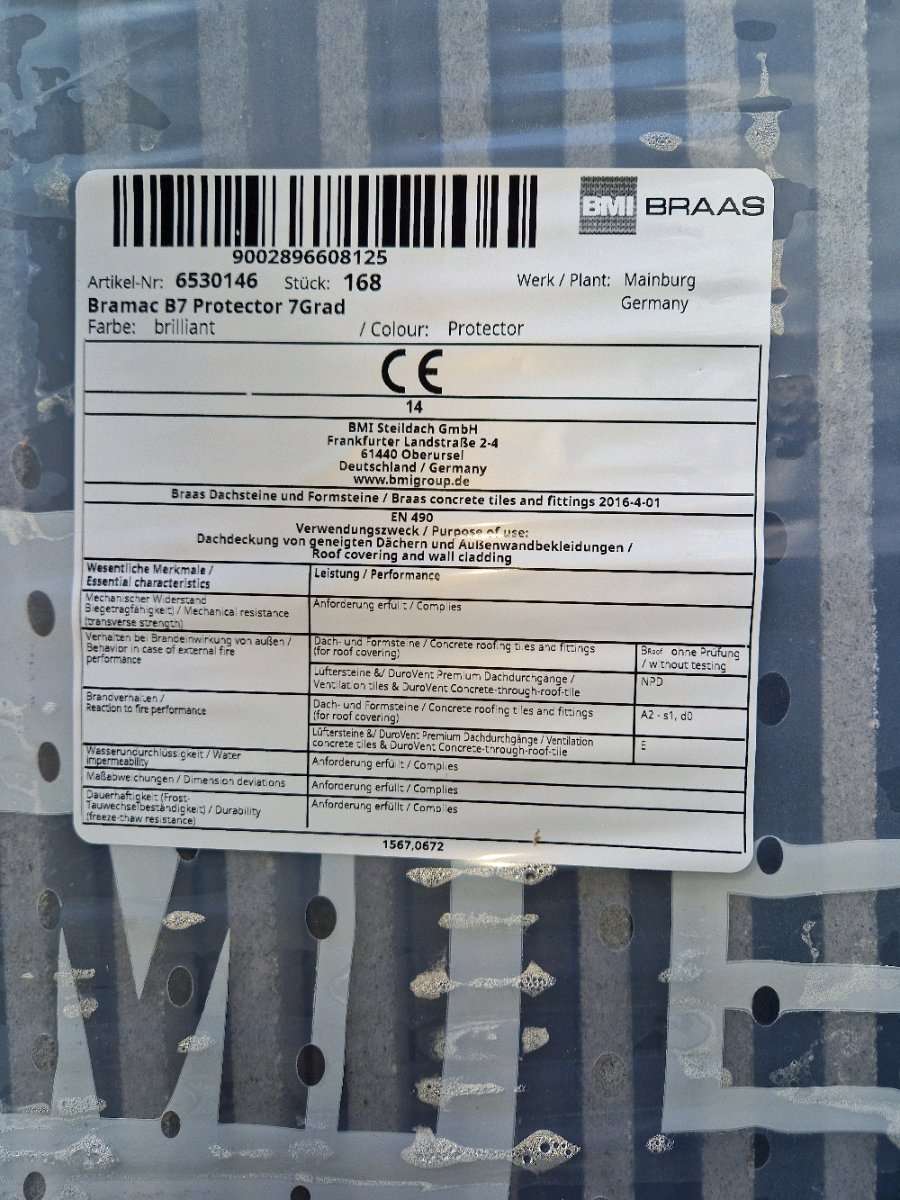 BMI BRAAS
9002896608125
Artikel-Nr: 6530146 Stück: 168 Werk / Plant: Mainburg
Germany
Bramac B7 Protector 7Grad
Farbe: brilliant / Colour: Protector
CE
14
BMI Steildach GmbH
Frankfurter Landstraße 2-4
61440 Oberursel
Deutschland / Germany
www.bmigroup.de
Braas Dachsteine und Formsteine / Braas concrete tiles and fittings 2016-4-01
EN 490
Verwendungszweck / Purpose of use:
Dachdeckung von geneigten Dächern und Außenwandbekleidungen /
Roof covering and wall cladding
Wesentliche Merkmale /
Essential characteristics
Leistung / Performance
Mechanischer Widerstand
Biegetragfähigkeit) / Mechanical resistance
(transverse strength)
Anforderung erfüllt / Complies
Verhalten bei Brandeinwirkung von außen /
Behavior in case of external fire
performance
Dach- und Formsteine / Concrete roofing tiles and fittings
(for roof covering)
BRoof ohne Prüfung
/ without testing
Lüftersteine &/ DuroVent Premium Dachdurchgänge /
Ventilation tiles & DuroVent Concrete-through-roof-tile
NPD
Brandverhalten /
Reaction to fire performance
Dach- und Formsteine / Concrete roofing tiles and fittings
(for roof covering)
A2 - s1, d0
Lüftersteine &/ DuroVent Premium Dachdurchgänge / Ventilation
concrete tiles & DuroVent Concrete-through-roof-tile
E
Wasserundurchlässigkeit / Water
impermeability
Anforderung erfüllt / Complies
Maßabweichungen / Dimension deviations
Anforderung erfüllt / Complies
Dauerhaftigkeit (Frost-
Tauwechselbeständigkeit) / Durability
(freeze-thaw resistance)
Anforderung erfüllt / Complies
1567,0672